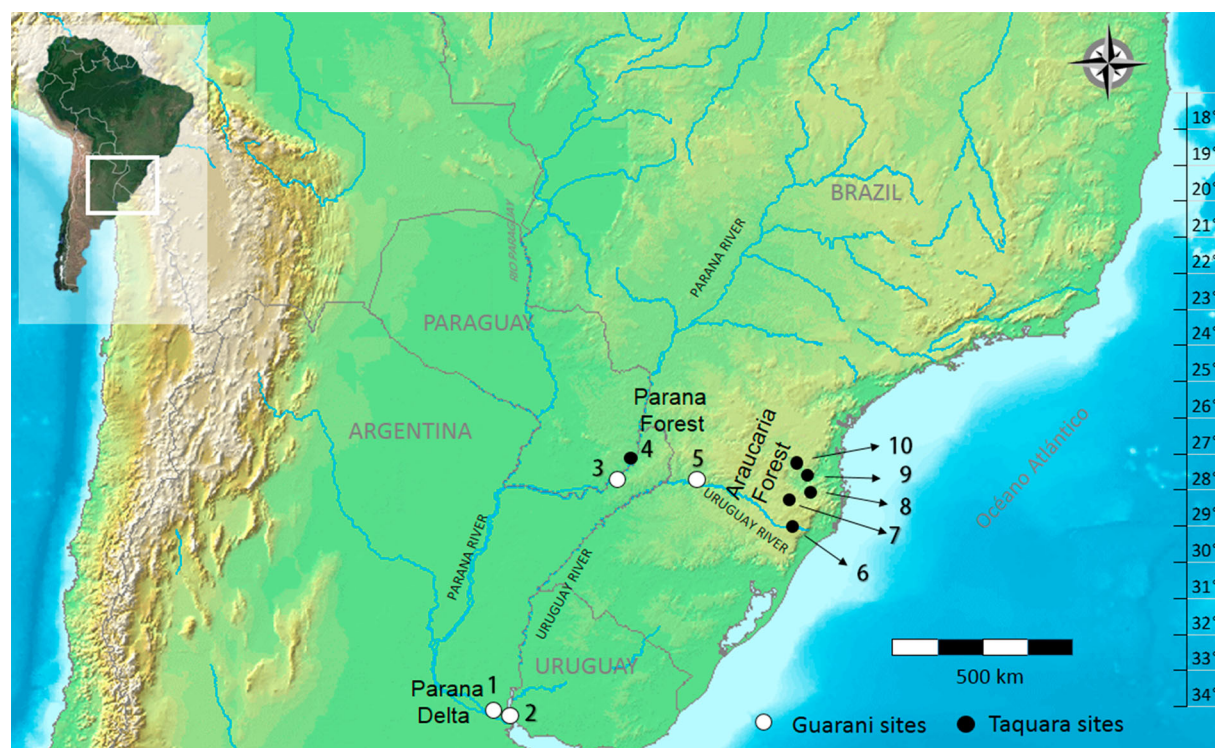 18°
19°
20°
21°
22°
23°
24°
25°
26°
27°
28°
29°
30°
31°
32°
33°
34°
BRAZIL
PARANA RIVER
RIO PARAGUAY
PARAGUAY
ARGENTINA
Parana
Forest
4
3
5
Araucaria
Forest
10
9
8
7
6
Océano Atlántico
URUGUAY RIVER
PARANA RIVER
URUGUAY RIVER
URUGUAY
Parana
Delta
1
2
500 km
Guarani sites
Taquara sites